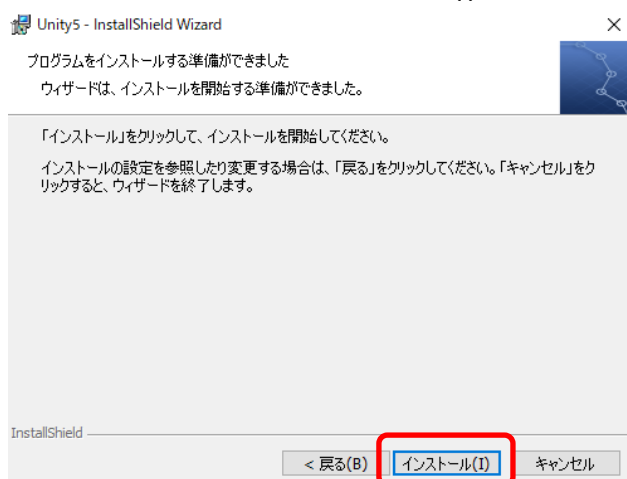 Unity5 - InstallShield Wizard
プログラムをインストールする準備ができました
ウィザードは、インストールを開始する準備ができました。
「インストール」をクリックして、インストールを開始してください。
インストールの設定を参照したり変更する場合は、「戻る」をクリックしてください。「キャンセル」をク
リックすると、ウィザードを終了します。
InstallShield
< 戻る(B)
インストール(I)
キャンセル